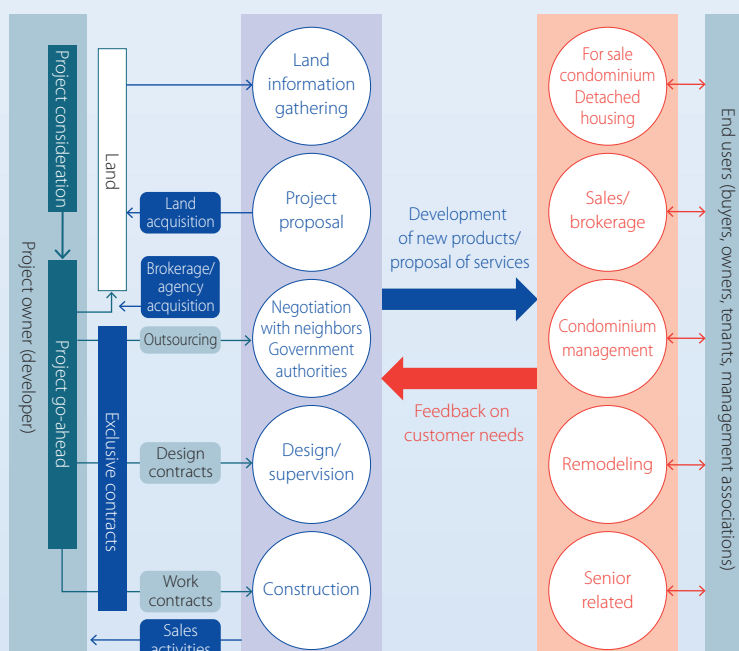 Project owner (developer)
Project consideration
Project go-ahead
Land
Exclusive contracts
Land
acquisition
Brokerage/
agency
acquisition
Outsourcing
Design
contracts
Work
contracts
Sales
activities
Land
information
gathering
Project
proposal
Negotiation
with neighbors
Government
authorities
Design/
supervision
Construction
Development
of new products/
proposal of services
Feedback on
customer needs
For sale
condominium
Detached
housing
Sales/
brokerage
Condominium
management
Remodeling
Senior
related
End users (buyers, owners, tenants, management associations)